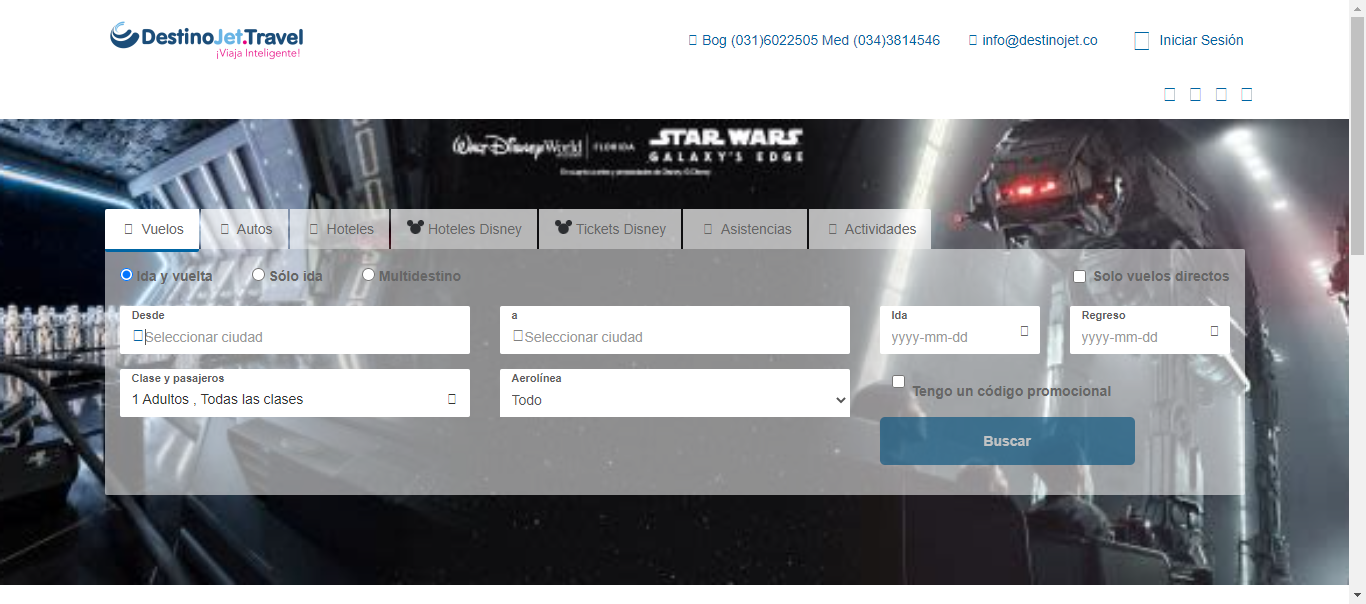 DestinoJet.Travel
¡Viaja Inteligente!
Bog (031)6022505 Med (034)3814546
info@destinojet.co
Iniciar Sesión
Walt Disney World FLORIDA
STAR WARS
GALAXY'S EDGE
Vuelos
Autos
Hoteles
Hoteles Disney
Tickets Disney
Asistencias
Actividades
Ida y vuelta
Sólo ida
Multidestino
Solo vuelos directos
Desde
Seleccionar ciudad
a
Seleccionar ciudad
Ida
yyyy-mm-dd
Regreso
yyyy-mm-dd
Clase y pasajeros
1 Adultos , Todas las clases
Aerolínea
Todo
Tengo un código promocional
Buscar